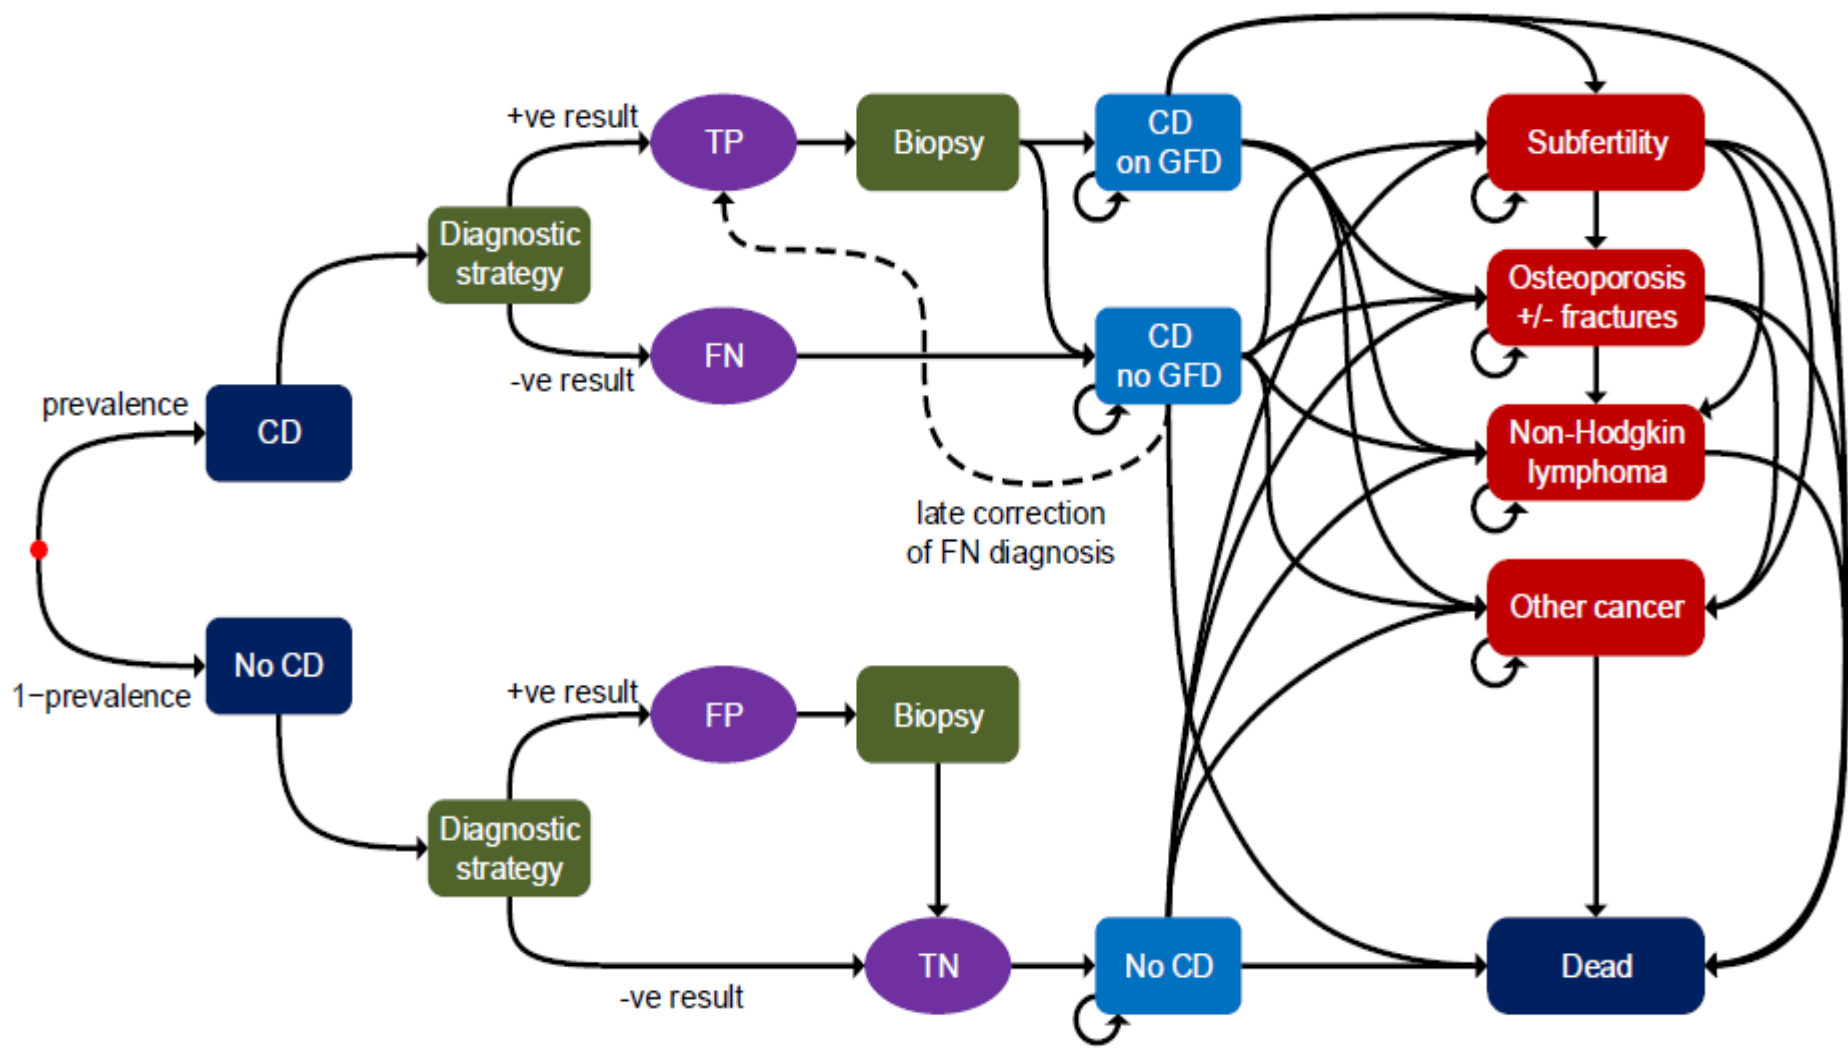 +ve result
TP
Biopsy
CD
on GFD
Subfertility
Diagnostic
strategy
Osteoporosis
+/- fractures
FN
-ve result
CD
no GFD
prevalence
CD
Non-Hodgkin
lymphoma
late correction
of FN diagnosis
Other cancer
No CD
1−prevalence
+ve result
FP
Biopsy
Diagnostic
strategy
-ve result
TN
No CD
Dead